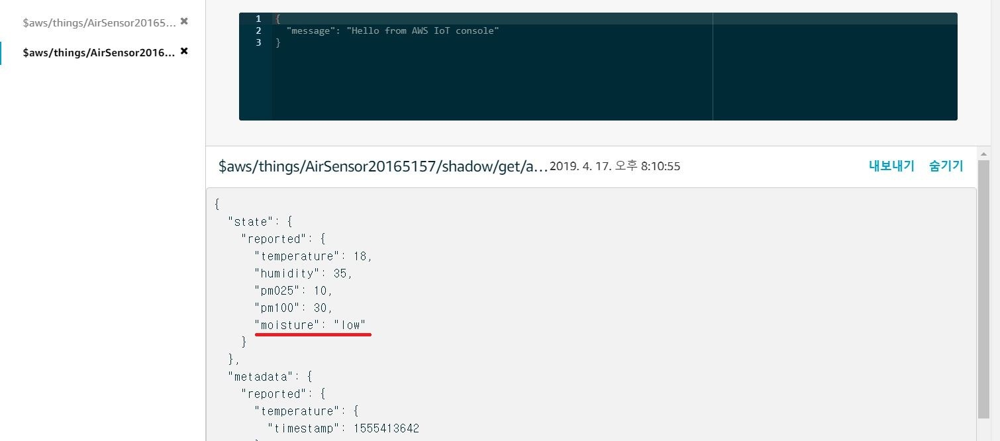 $aws/things/AirSensor20165... ✖
$aws/things/AirSensor2016... ✖
1 {
2 "message": "Hello from AWS IoT console"
3 }
$aws/things/AirSensor20165157/shadow/get/a... 2019. 4. 17. 오후 8:10:55 내보내기 숨기기
{
"state": {
"reported": {
"temperature": 18,
"humidity": 35,
"pm025": 10,
"pm100": 30,
"moisture": "low"
}
},
"metadata": {
"reported": {
"temperature": {
"timestamp": 1555413642